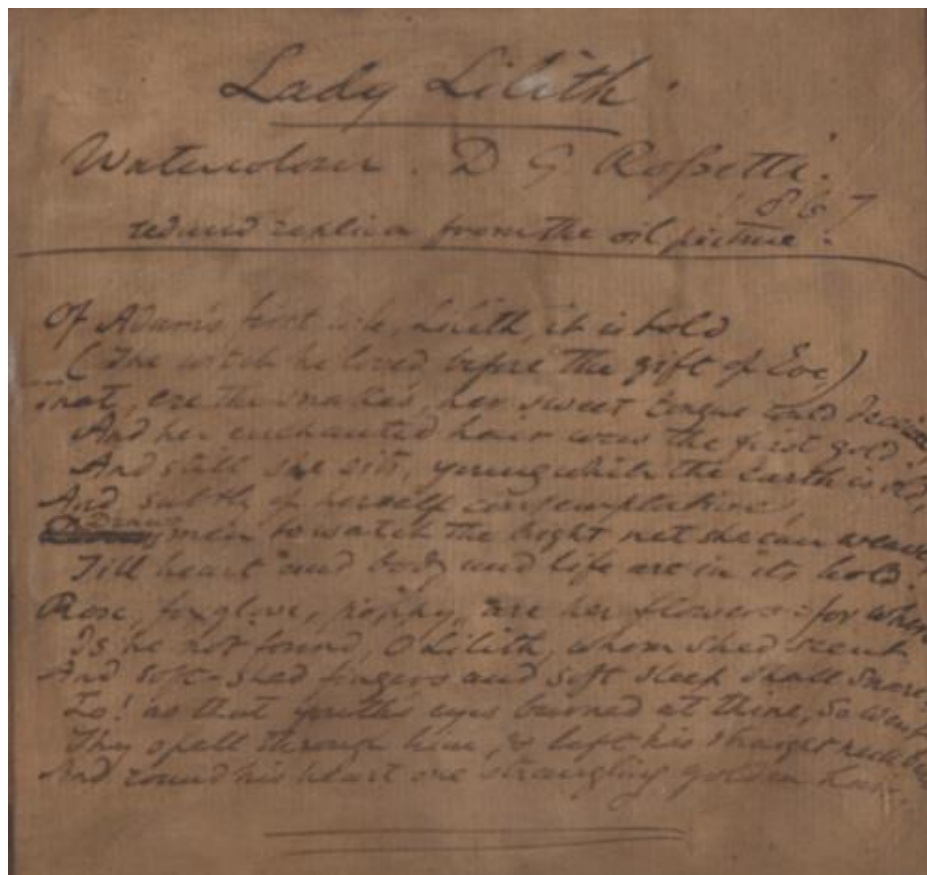 Lady Lilith.
Watercolour. D G Rossetti.
1867
reduced replica from the oil picture:
Of Adam's first wife, Lilith, it is told
(The witch he loved before the gift of Eve)
That, ere the snake's, her sweet tongue could deceive
And her enchanted hair was the first gold,
And still she sits, young while the earth is old,
And, subtly of herself contemplative,
Draws men to watch the bright net she can weave,
Till heart and body and life are in its hold.
Rose, foxglove, poppy, are her flowers: for where
Is he not found, O Lilith, whom shed scent
And soft-shed fingers and soft sleep shall snare,
Lo! as that youth's eyes burned at thine, so went
Thy spell through him, & left his straight neck bent
And round his heart one strangling golden hair.